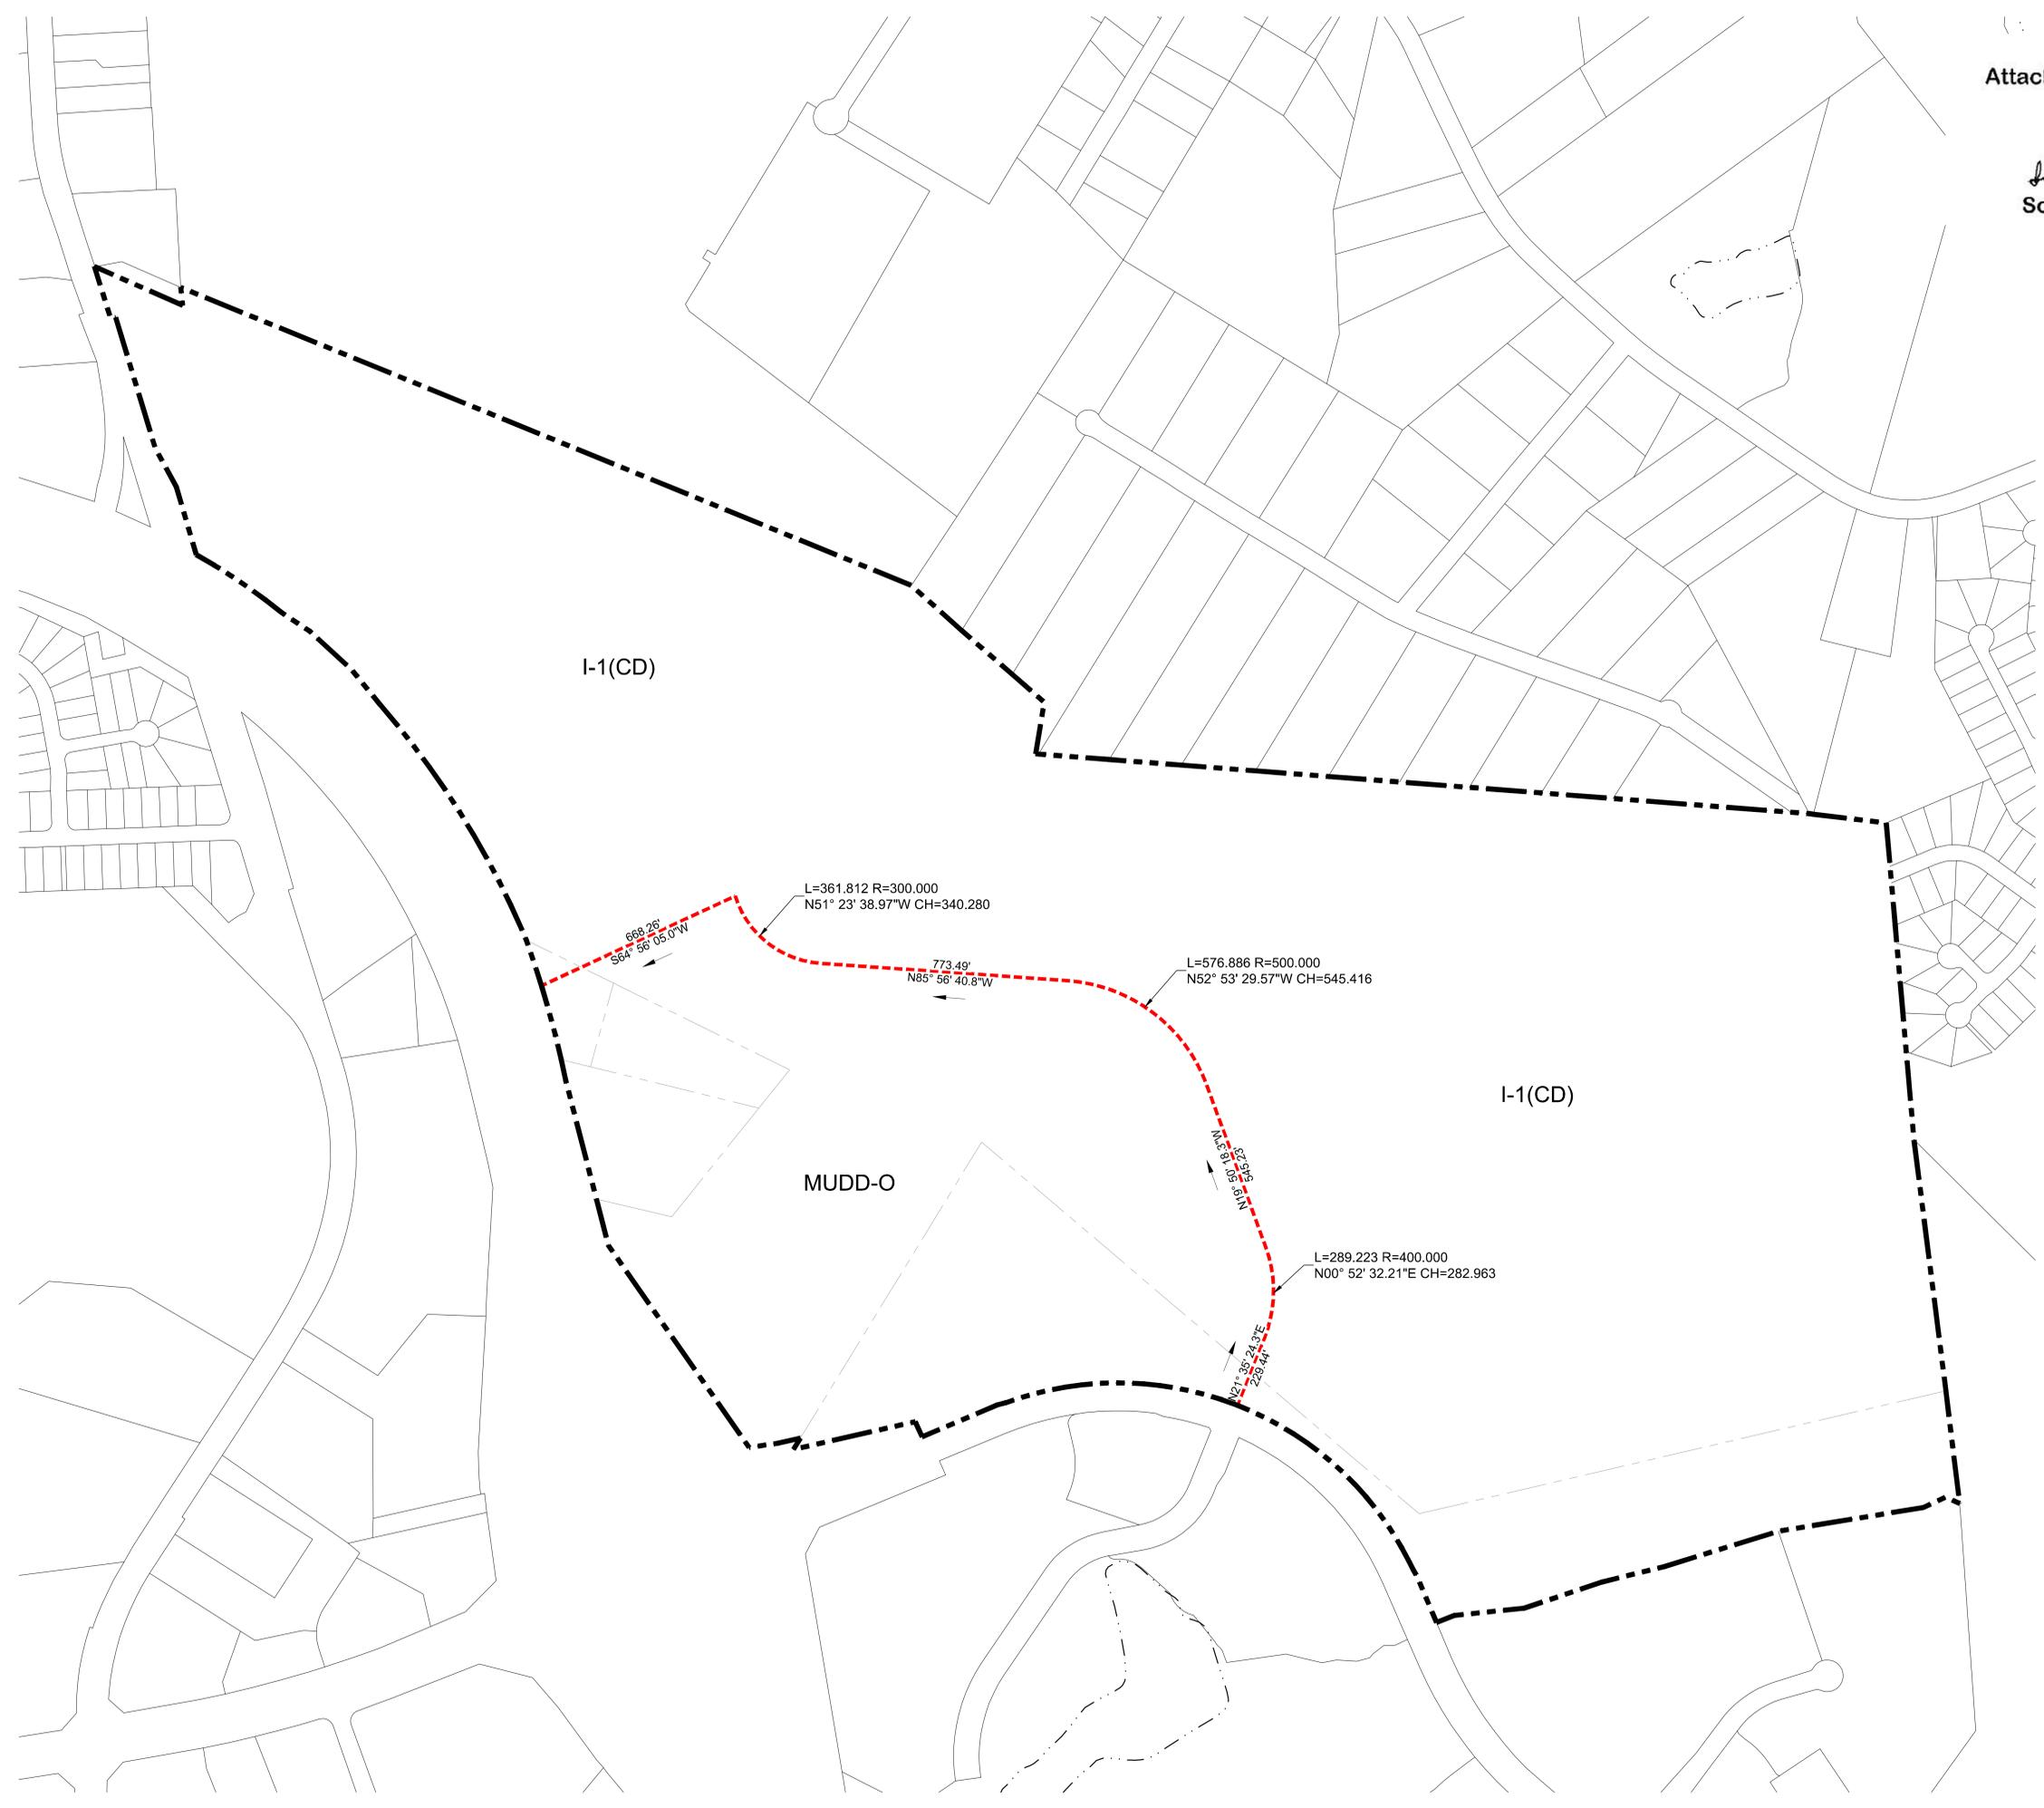 I-1(CD)
L=361.812 R=300.000
N51° 23' 38.97"W CH=340.280
668.26'
S64° 56' 05.0"W
773.49'
N85° 56' 40.8"W
L=576.886 R=500.000
N52° 53' 29.57"W CH=545.416
I-1(CD)
545.23'
N19° 50' 18.3"W
MUDD-O
L=289.223 R=400.000
N00° 52' 32.21"E CH=282.963
N21° 35' 24.3"E
229.44'